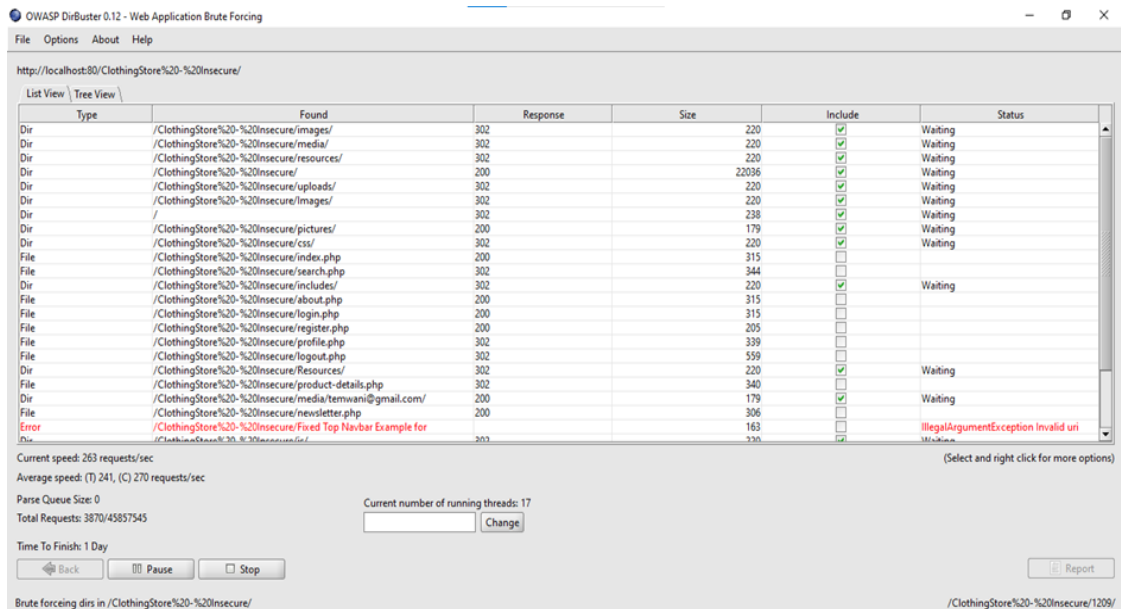 OWASP DirBuster 0.12 - Web Application Brute Forcing
File Options About Help
http://localhost:80/ClothingStore%20-%20Insecure/
List View Tree View
Type Found Response Size Include Status
Dir /ClothingStore%20-%20Insecure/images/ 302 220 Waiting
Dir /ClothingStore%20-%20Insecure/media/ 302 220 Waiting
Dir /ClothingStore%20-%20Insecure/resources/ 302 220 Waiting
Dir /ClothingStore%20-%20Insecure/ 200 22036 Waiting
Dir /ClothingStore%20-%20Insecure/uploads/ 302 220 Waiting
Dir /ClothingStore%20-%20Insecure/Images/ 302 220 Waiting
Dir / 302 238 Waiting
Dir /ClothingStore%20-%20Insecure/pictures/ 200 179 Waiting
Dir /ClothingStore%20-%20Insecure/css/ 302 220 Waiting
File /ClothingStore%20-%20Insecure/index.php 200 315
File /ClothingStore%20-%20Insecure/search.php 302 344
Dir /ClothingStore%20-%20Insecure/includes/ 302 220 Waiting
File /ClothingStore%20-%20Insecure/about.php 200 315
File /ClothingStore%20-%20Insecure/login.php 200 315
File /ClothingStore%20-%20Insecure/register.php 200 205
File /ClothingStore%20-%20Insecure/profile.php 302 339
File /ClothingStore%20-%20Insecure/logout.php 302 559
Dir /ClothingStore%20-%20Insecure/Resources/ 302 220 Waiting
File /ClothingStore%20-%20Insecure/product-details.php 302 340
Dir /ClothingStore%20-%20Insecure/media/temwani@gmail.com/ 200 179 Waiting
File /ClothingStore%20-%20Insecure/newsletter.php 200 306
Error /ClothingStore%20-%20Insecure/Fixed Top Navbar Example for 163 IllegalArgumentException Invalid uri
Dir 302 220 Waiting
Current speed: 263 requests/sec (Select and right click for more options)
Average speed: (T) 241, (C) 270 requests/sec
Parse Queue Size: 0 Current number of running threads: 17
Total Requests: 3870/45857545 Change
Time To Finish: 1 Day
Back Pause Stop Report
Brute forceing dirs in /ClothingStore%20-%20Insecure/ /ClothingStore%20-%20Insecure/1209/